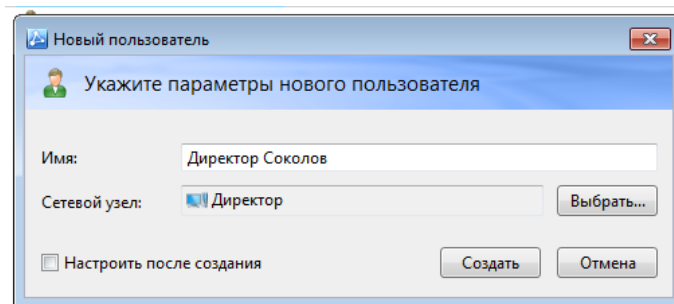 Новый пользователь
Укажите параметры нового пользователя
Имя: Директор Соколов
Сетевой узел: Директор Выбрать...
Настроить после создания Создать Отмена